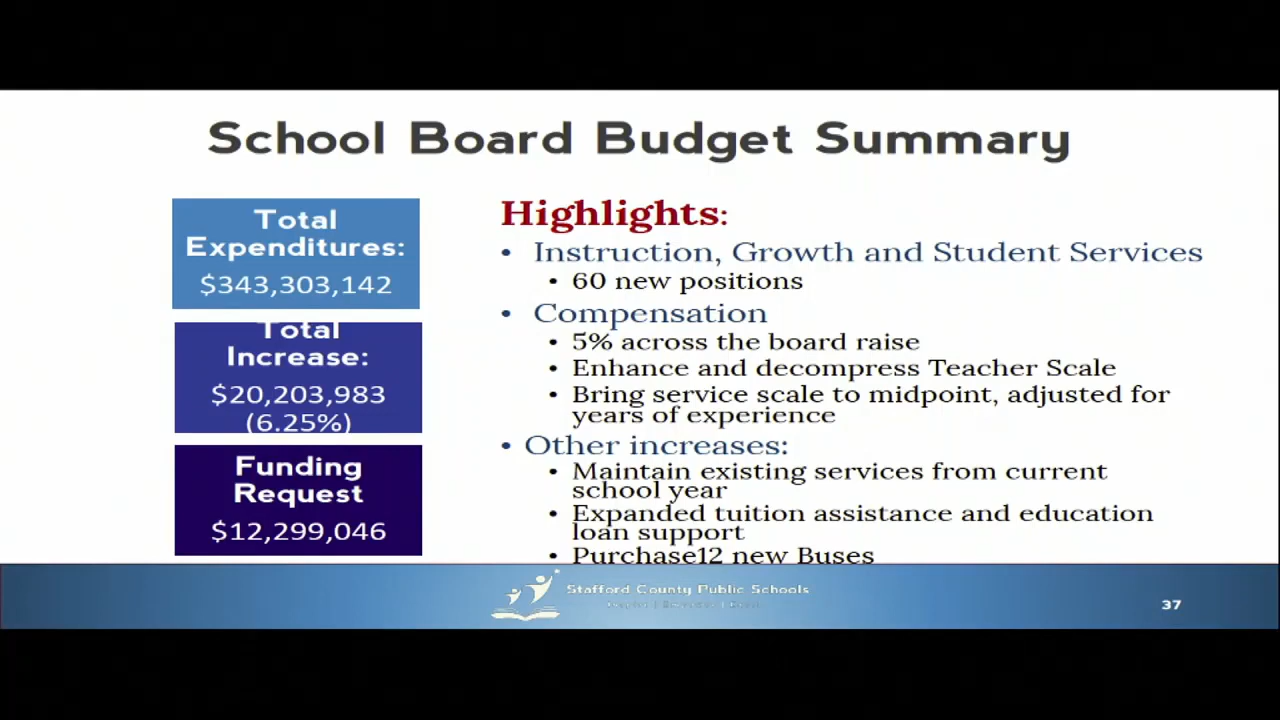 School Board Budget Summary
Total
Expenditures:
$343,303,142
Total
Increase:
$20,203,983
(6.25%)
Funding
Request
$12,299,046
Highlights:
• Instruction, Growth and Student Services
• 60 new positions
• Compensation
• 5% across the board raise
• Enhance and decompress Teacher Scale
• Bring service scale to midpoint, adjusted for
years of experience
• Other increases:
• Maintain existing services from current
school year
• Expanded tuition assistance and education
loan support
• Purchase12 new Buses
Stafford County Public Schools
37